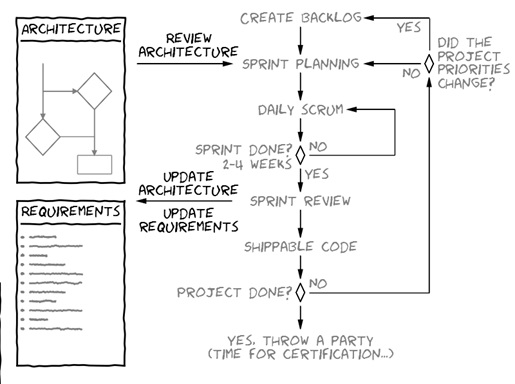 ARCHITECTURE
REVIEW
ARCHITECTURE
CREATE BACKLOG
YES
SPRINT PLANNING
NO
DID THE
PROJECT
PRIORITIES
CHANGE?
DAILY SCRUM
SPRINT DONE?
2-4 WEEKS
NO
YES
UPDATE
ARCHITECTURE
UPDATE
REQUIREMENTS
SPRINT REVIEW
REQUIREMENTS
SHIPPABLE CODE
PROJECT DONE?
NO
YES, THROW A PARTY
(TIME FOR CERTIFICATION...)